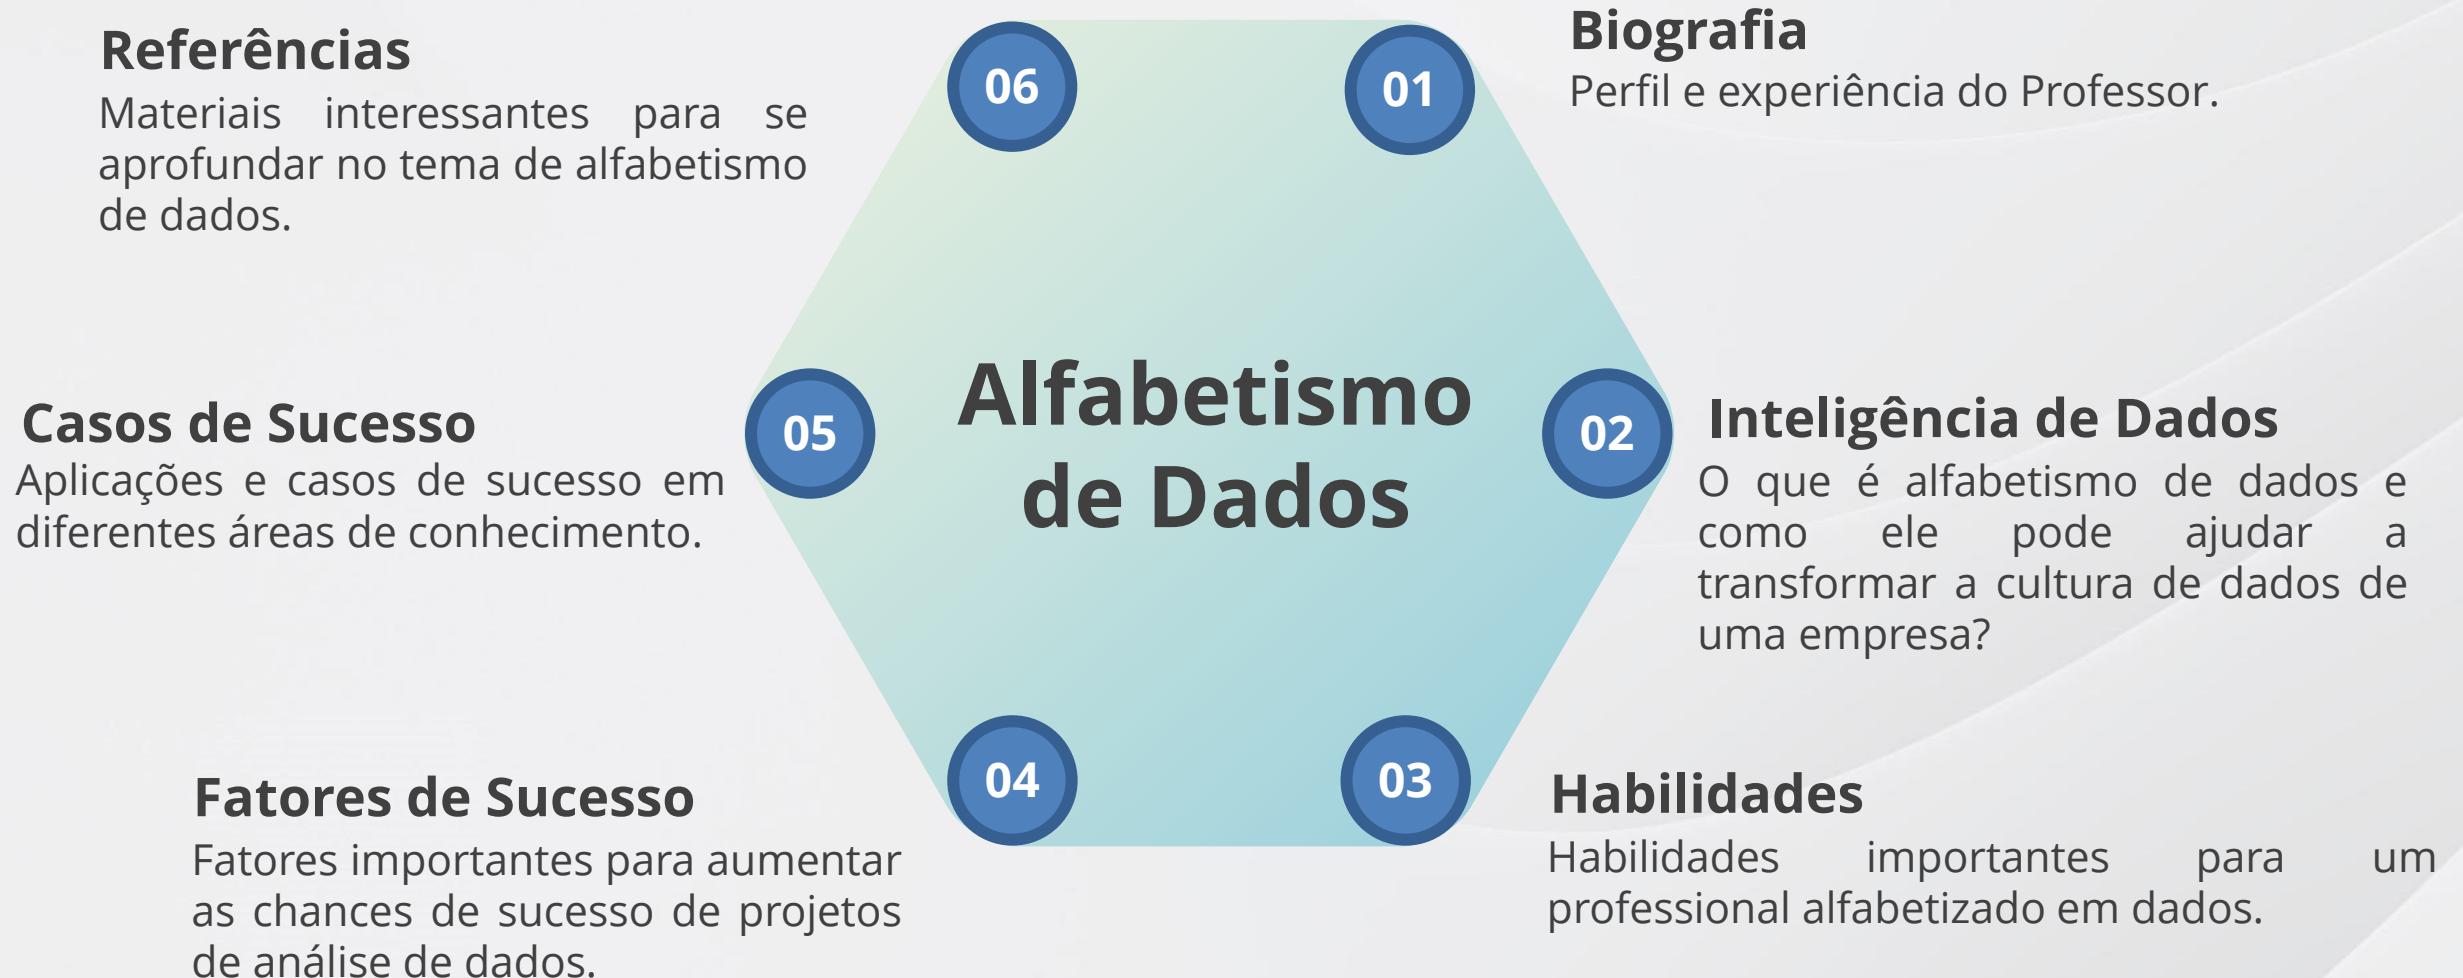 Alfabetismo
de Dados
01
Biografia
Perfil e experiência do Professor.
02
Inteligência de Dados
O que é alfabetismo de dados e
como ele pode ajudar a
transformar a cultura de dados de
uma empresa?
03
Habilidades
Habilidades importantes para um
professional alfabetizado em dados.
04
Fatores de Sucesso
Fatores importantes para aumentar
as chances de sucesso de projetos
de análise de dados.
05
Casos de Sucesso
Aplicações e casos de sucesso em
diferentes áreas de conhecimento.
06
Referências
Materiais interessantes para se
aprofundar no tema de alfabetismo
de dados.